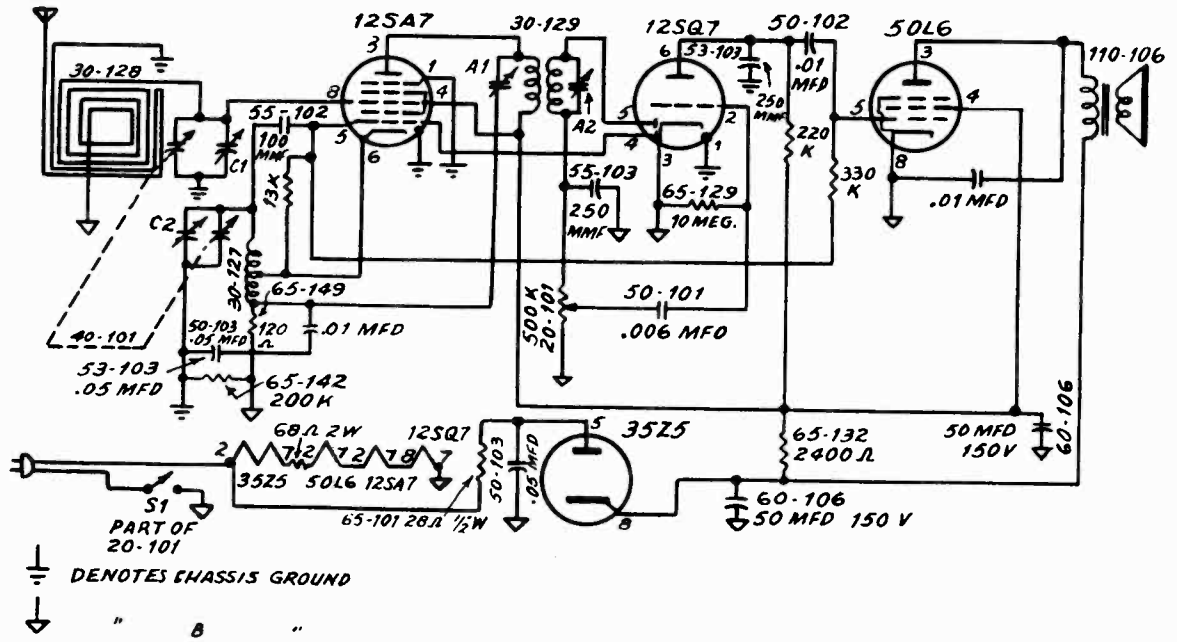 12SA7
30-129
12SQ7
50-102
50L6
3
6
53-103
.01
MFD
3
110-106
30-128
A1
1
4
8
250
MMF
5
4
55-102
100
MMF
5
6
A2
5
4
2
1
3
220
K
8
C1
13K
55-103
250
MMF
65-129
10 MEG.
330
K
.01 MFD
C2
30-127
65-149
50-101
.006 MFD
500K
20-101
40-101
50-103
.05 MFD
120
Ω
.01 MFD
53-103
.05 MFD
65-142
200K
60-106
68Ω 2W
12SQ7
5
35Z5
65-132
2400 Ω
50 MFD
150V
2
7
2
7
2
7
8
7
35Z5
50L6
12SA7
50-103
.05 MFD
S1
65-101 28Ω 1/2W
8
60-106
50 MFD 150 V
PART OF
20-101
DENOTES CHASSIS GROUND
" B "